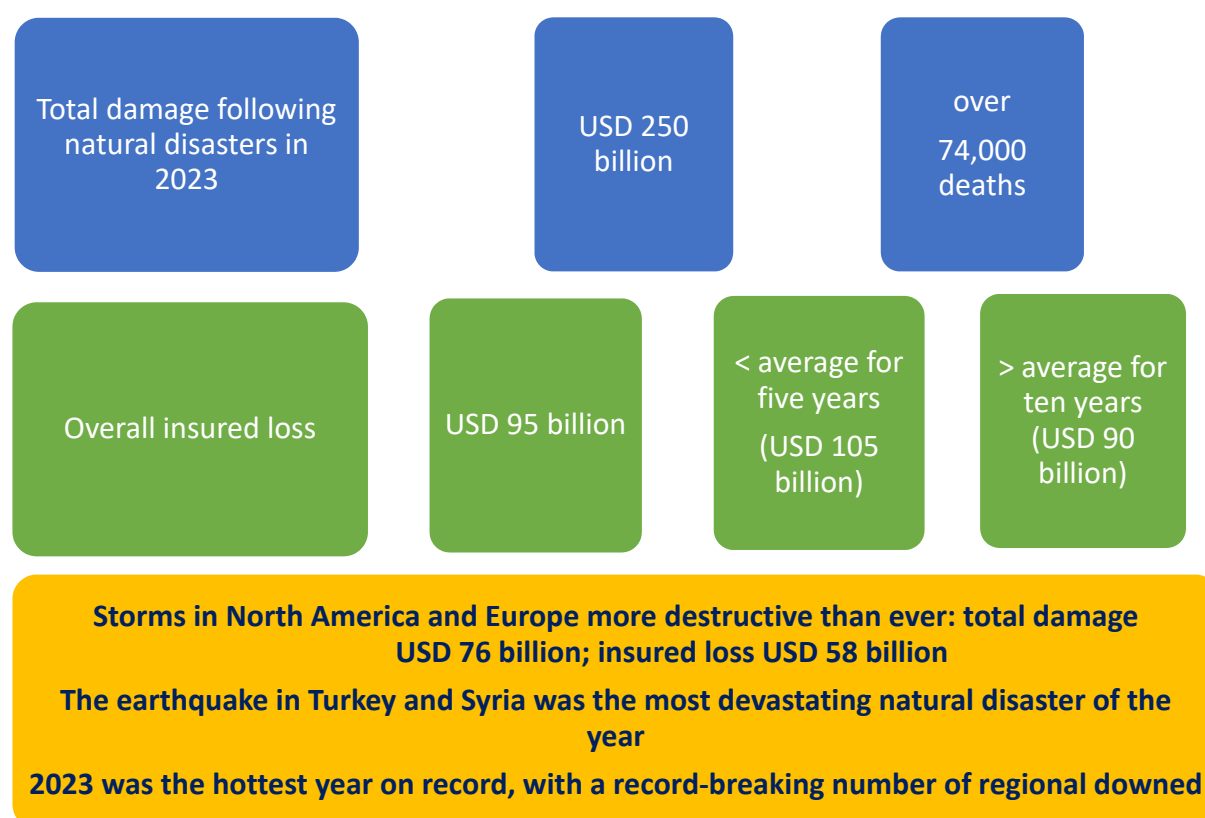 Total damage following
natural disasters in
2023
USD 250
billion
over
74,000
deaths
Overall insured loss
USD 95 billion
< average for
five years
(USD 105
billion)
> average for
ten years
(USD 90
billion)
Storms in North America and Europe more destructive than ever: total damage
USD 76 billion; insured loss USD 58 billion
The earthquake in Turkey and Syria was the most devastating natural disaster of the
year
2023 was the hottest year on record, with a record-breaking number of regional downed